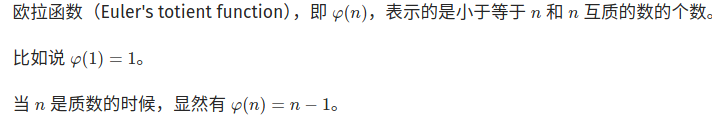 欧拉函数（Euler's totient function），即 φ(n)，表示的是小于等于 n 和 n 互质的数的个数。
比如说 φ(1) = 1。
当 n 是质数的时候，显然有 φ(n) = n − 1。